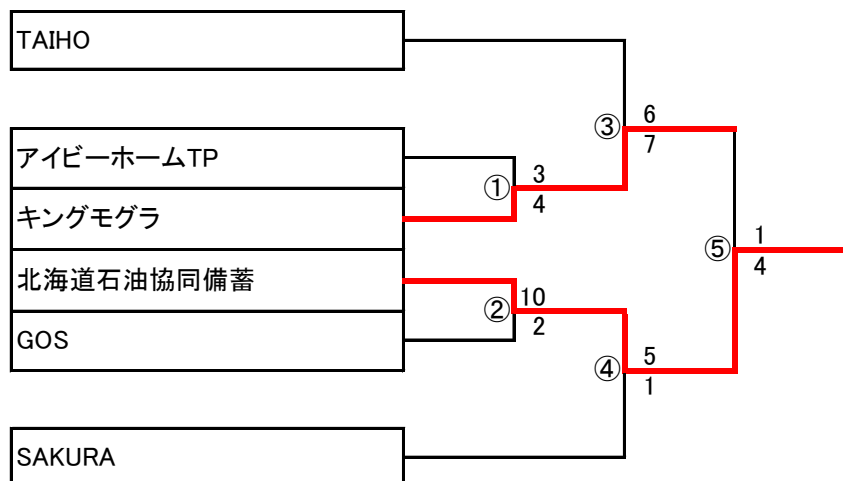 TAIHO
③ 6
7
アイビーホームTP
① 3
4
キングモグラ
⑤ 1
4
北海道石油協同備蓄
② 10
2
GOS
④ 5
1
SAKURA